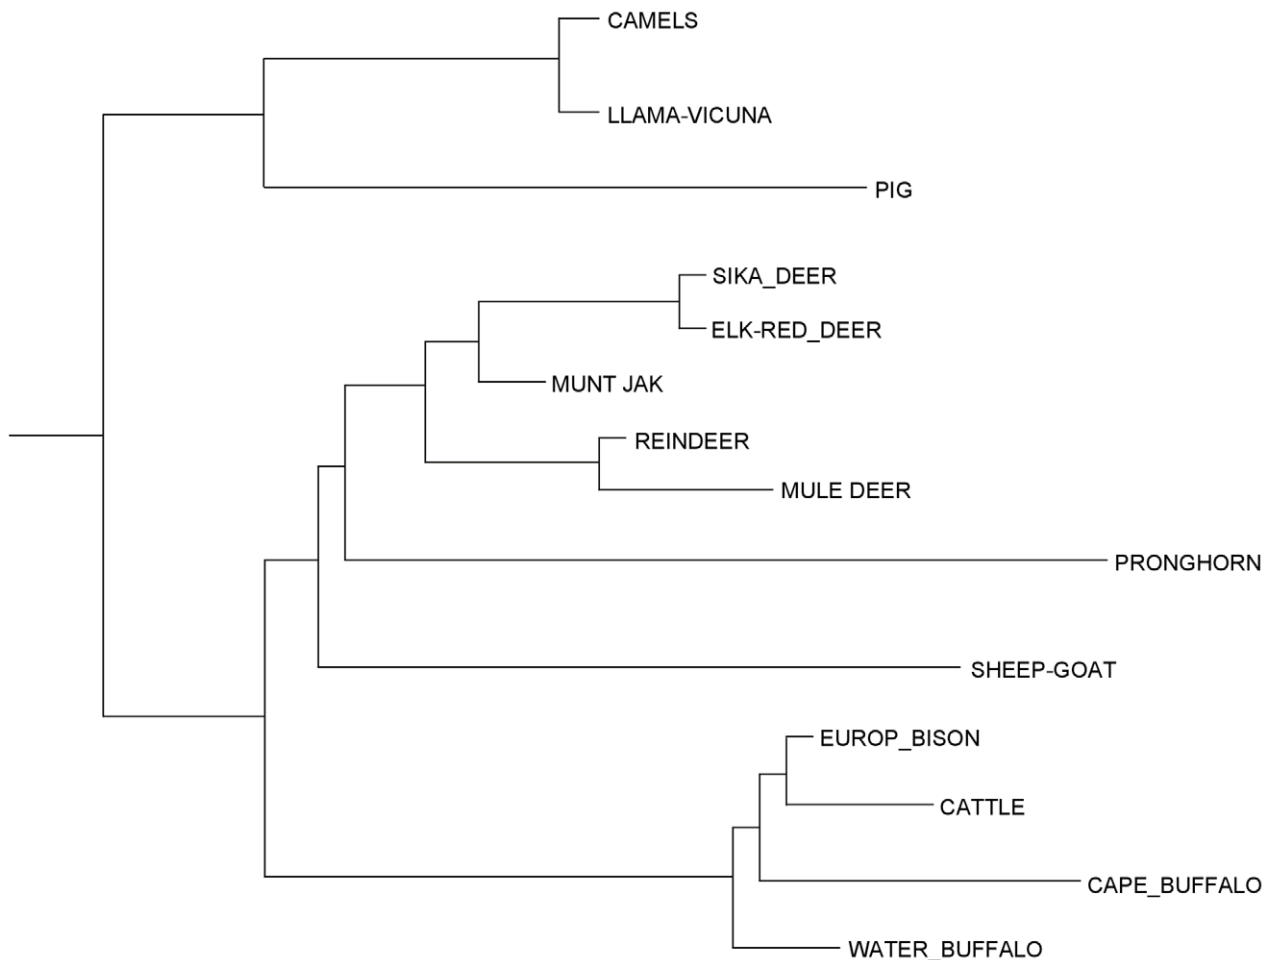 CAMELS
LLAMA-VICUNA
PIG
SIKA_DEER
ELK-RED_DEER
MUNT JAK
REINDEER
MULE DEER
PRONGHORN
SHEEP-GOAT
EUROP_BISON
CATTLE
CAPE_BUFFALO
WATER_BUFFALO